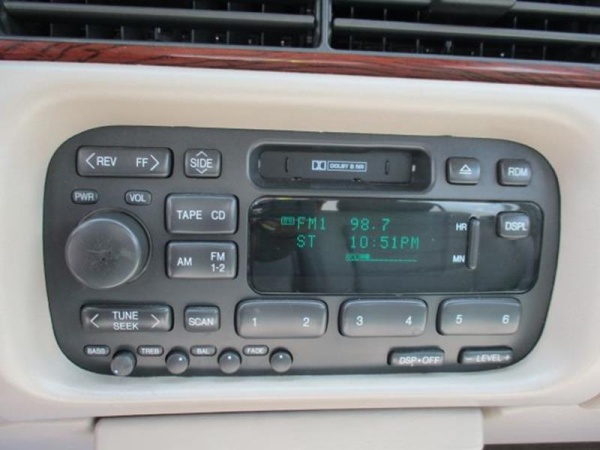 < REV FF >
SIDE
DOLBY B NR
RDM
PWR VOL
TAPE CD
FM1 98.7
HR
DSPL
AM FM
1-2
ST 10:51PM
MN
< TUNE >
SEEK
SCAN
1 2
3 4
5 6
BASS TREB BAL FADE
DSP•OFF
- LEVEL +